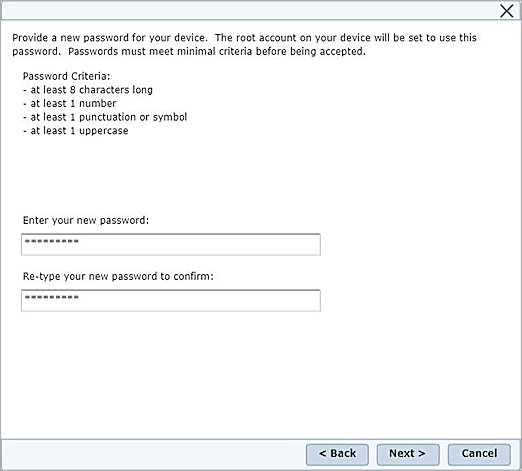 Provide a new password for your device.  The root account on your device will be set to use this
password.  Passwords must meet minimal criteria before being accepted.
Password Criteria:
- at least 8 characters long
- at least 1 number
- at least 1 punctuation or symbol
- at least 1 uppercase
Enter your new password:
*********
Re-type your new password to confirm:
*********
< Back
Next >
Cancel